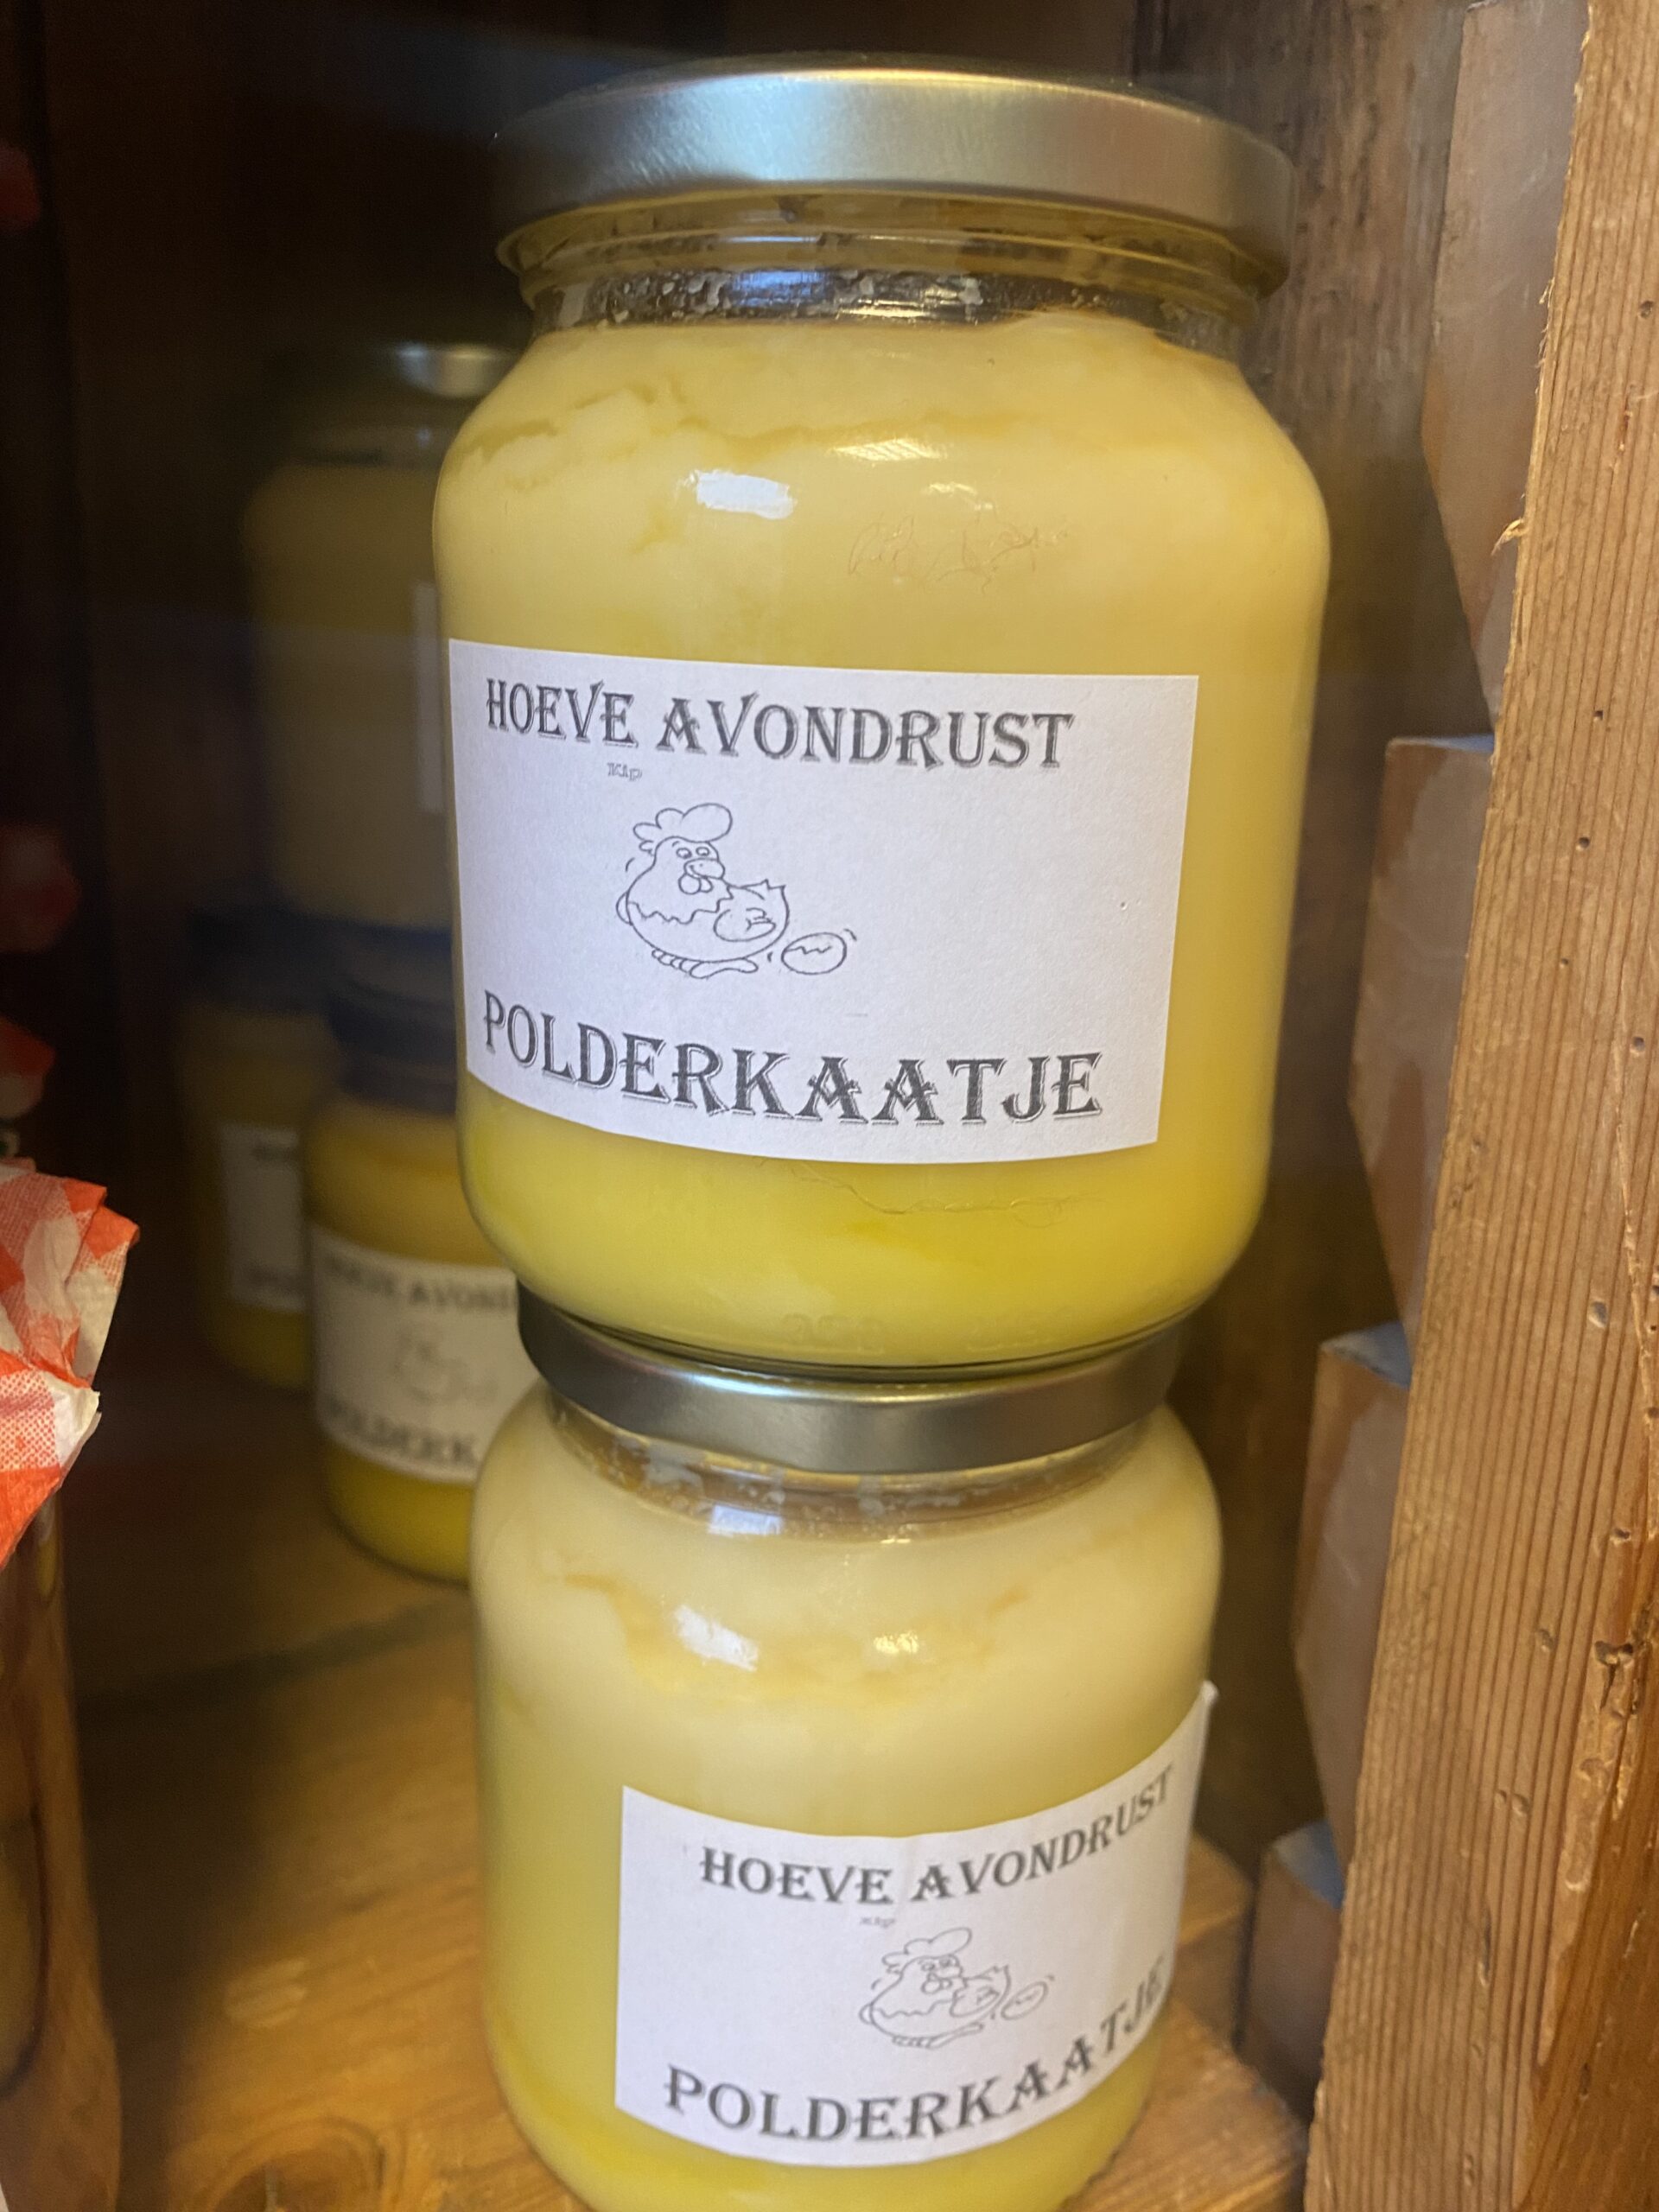 HOEVE AVONDRUST
Kip
POLDERKAATJE
HOEVE AVONDRUST
Kip
POLDERKAATJE